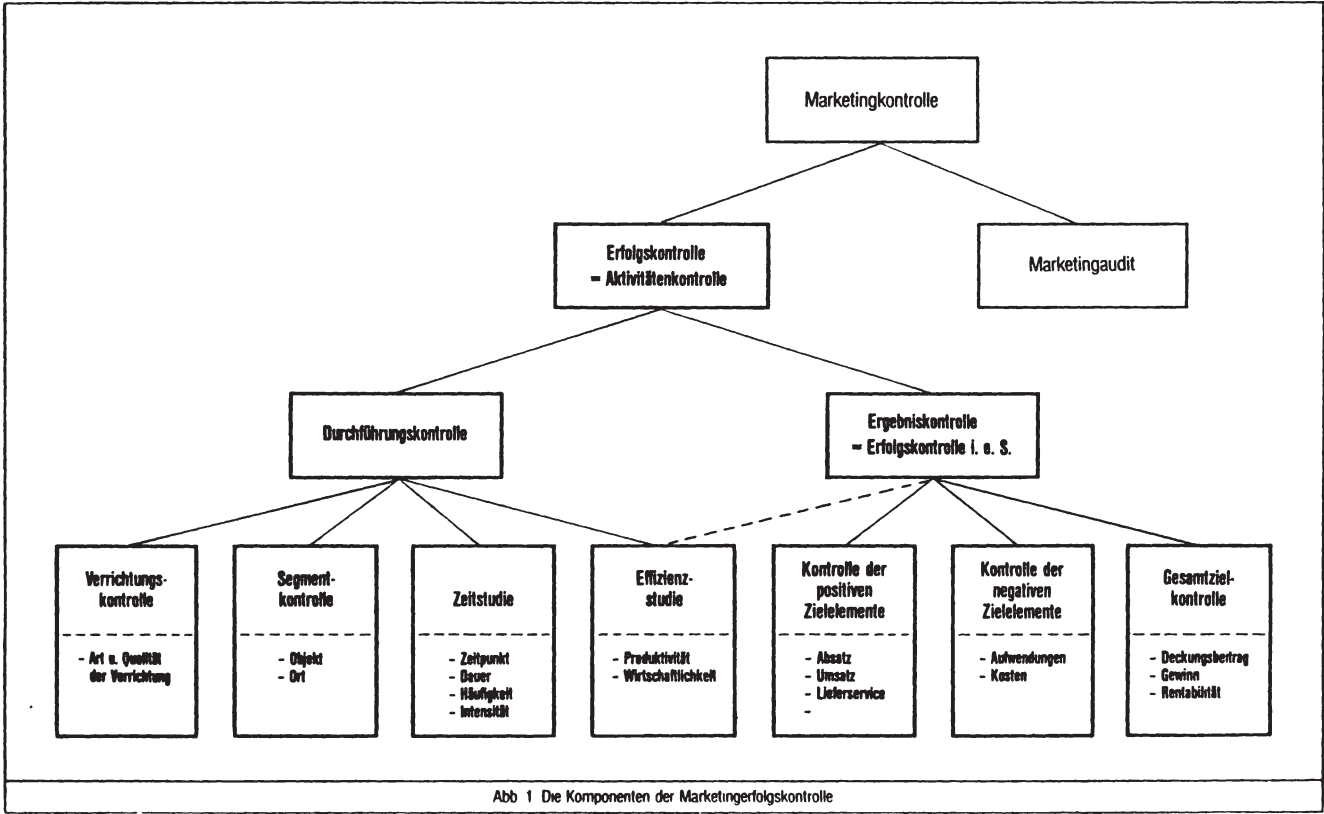 Marketingkontrolle
Erfolgskontrolle
= Aktivitätenkontrolle
Marketingaudit
Durchführungskontrolle
Ergebniskontrolle
= Erfolgskontrolle i. e. S.
Verrichtungs-
kontrolle
- Art u. Qualität
der Verrichtung
Segment-
kontrolle
- Objekt
- Ort
Zeitstudie
- Zeitpunkt
- Dauer
- Häufigkeit
- Intensität
Effizienz-
studie
- Produktivität
- Wirtschaftlichkeit
Kontrolle der
positiven
Zielelemente
- Absatz
- Umsatz
- Lieferservice
-
Kontrolle der
negativen
Zielelemente
- Aufwendungen
- Kosten
Gesamtziel-
kontrolle
- Deckungsbeitrag
- Gewinn
- Rentabilität
Abb 1 Die Komponenten der Marketingerfolgskontrolle